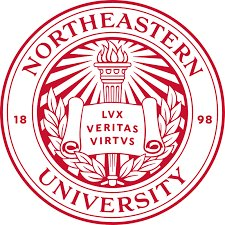 NORTHEASTERN
LVX
18 VERITAS 98
VIRTVS
UNIVERSITY